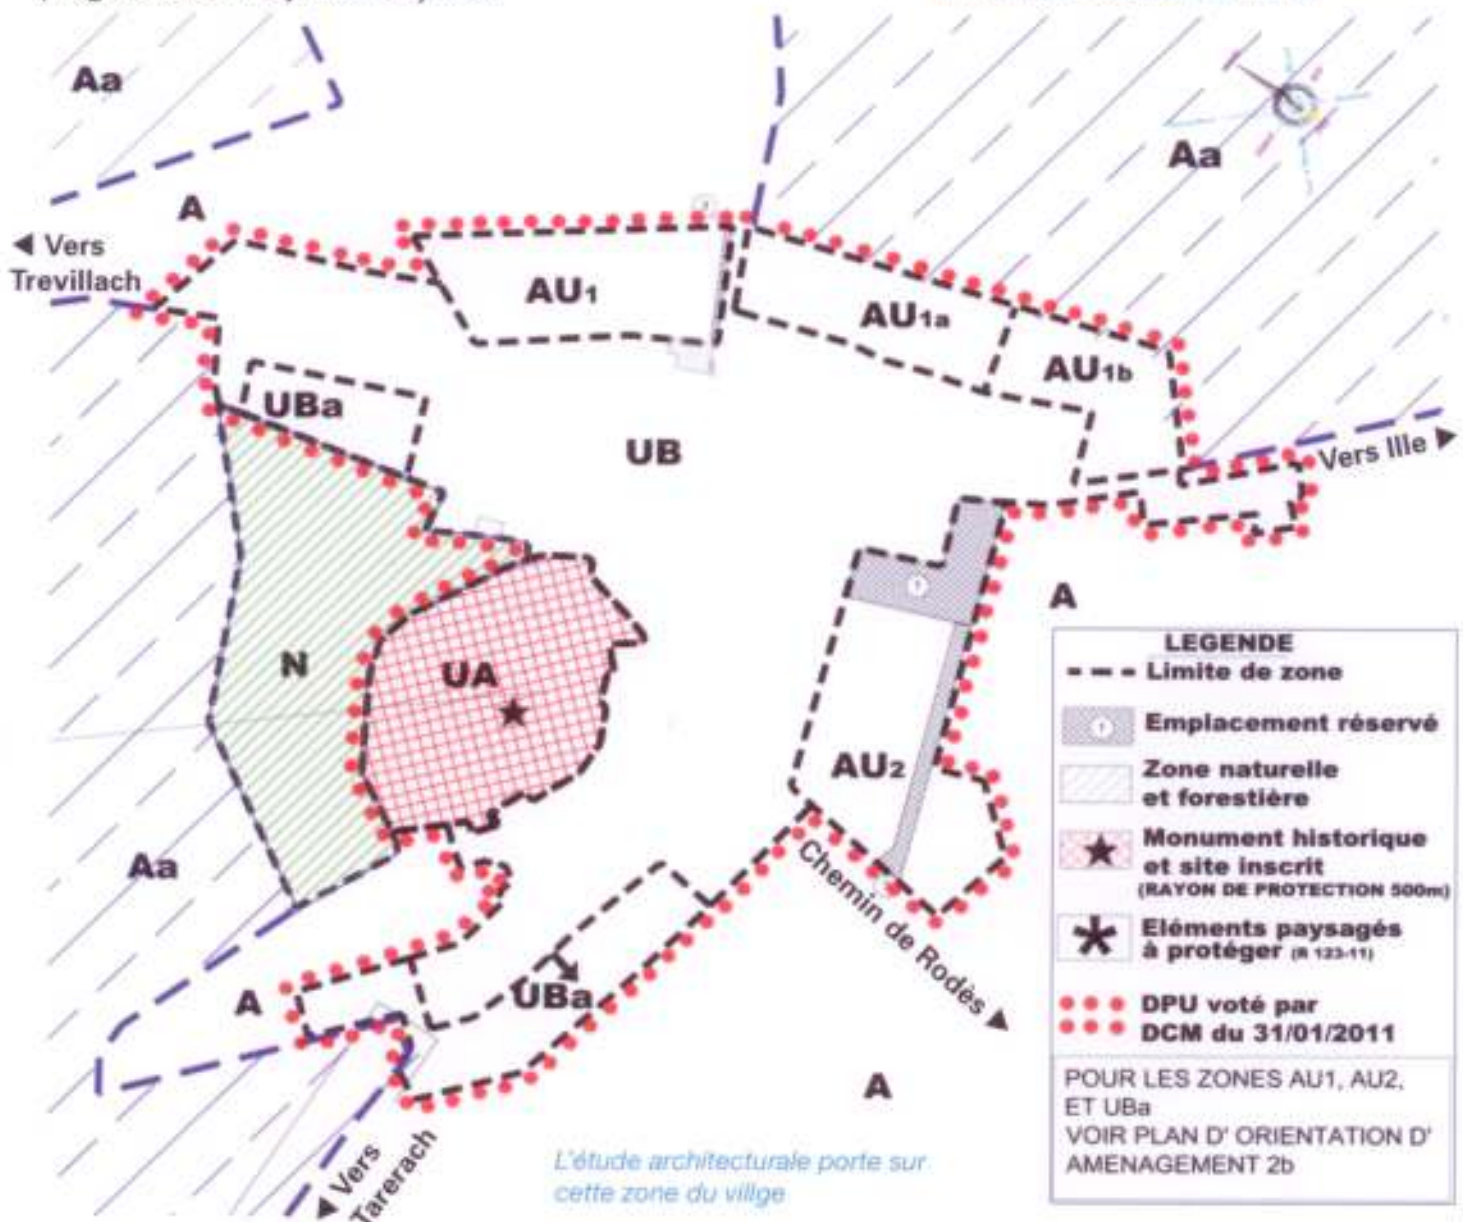 Aa
Aa
A
◄ Vers
Trevillach
AU1
AU1a
AU1b
UBa
UB
Vers Ille ►
A
N
UA
AU2
Aa
Chemin de Rodès ►
A
UBa
A
◄ Vers
Tarerach
L'étude architecturale porte sur
cette zone du villge
LEGENDE
Limite de zone
Emplacement réservé
Zone naturelle
et forestière
Monument historique
et site inscrit
(RAYON DE PROTECTION 500m)
Eléments paysagés
à protéger (R 123-11)
DPU voté par
DCM du 31/01/2011
POUR LES ZONES AU1, AU2,
ET UBa
VOIR PLAN D' ORIENTATION D'
AMENAGEMENT 2b